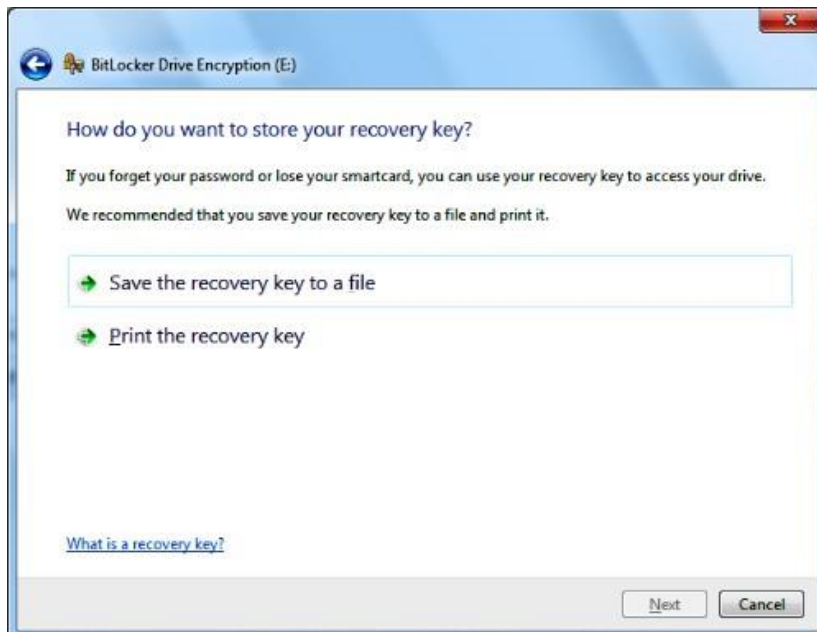 BitLocker Drive Encryption (E:)
How do you want to store your recovery key?
If you forget your password or lose your smartcard, you can use your recovery key to access your drive.
We recommended that you save your recovery key to a file and print it.
Save the recovery key to a file
Print the recovery key
What is a recovery key?
Next Cancel